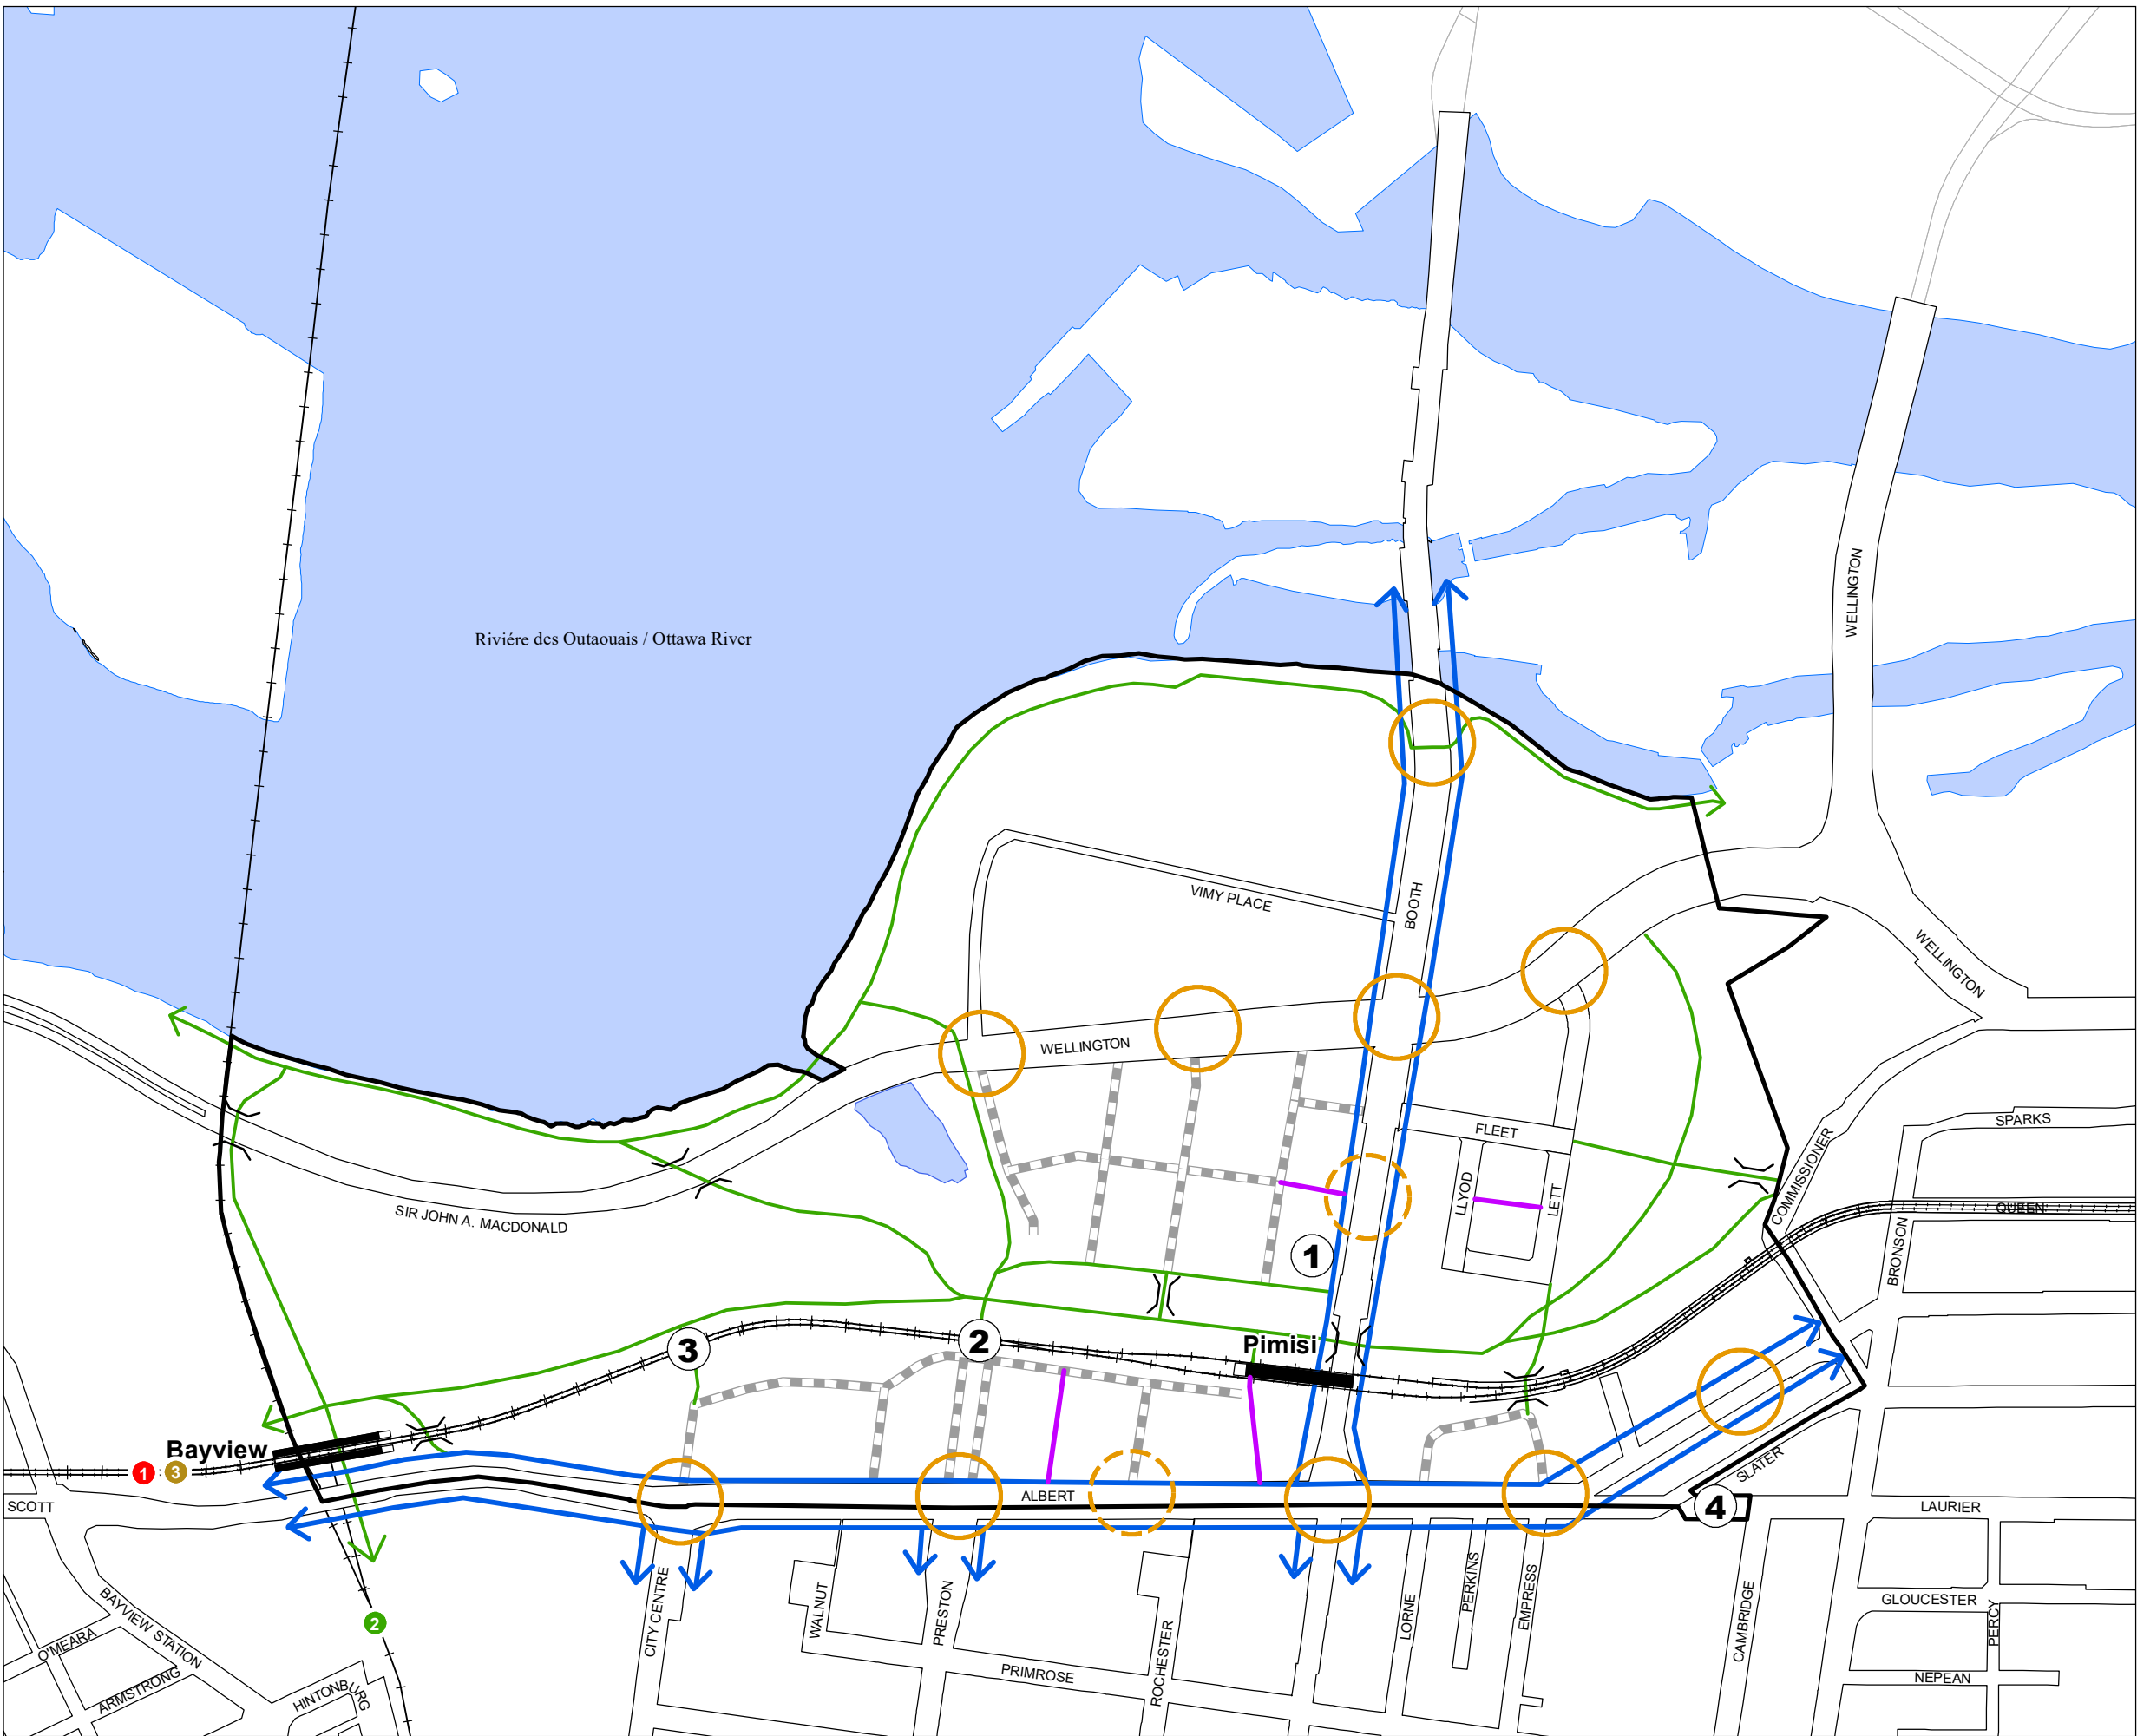 Riviére des Outaouais / Ottawa River
WELLINGTON
VIMY PLACE
BOOTH
WELLINGTON
WELLINGTON
SIR JOHN A. MACDONALD
FLEET
LLYOD
LETT
COMMISSIONER
SPARKS
QUEEN
BRONSON
1
2
3
Pimisi
Bayview
1
3
SCOTT
ALBERT
SLATER
4
LAURIER
2
BAYVIEW STATION
O'MEARA
ARMSTRONG
HINTONBURG
CITY CENTRE
WALNUT
PRESTON
PRIMROSE
ROCHESTER
LORNE
PERKINS
EMPRESS
CAMBRIDGE
GLOUCESTER
PERCY
NEPEAN